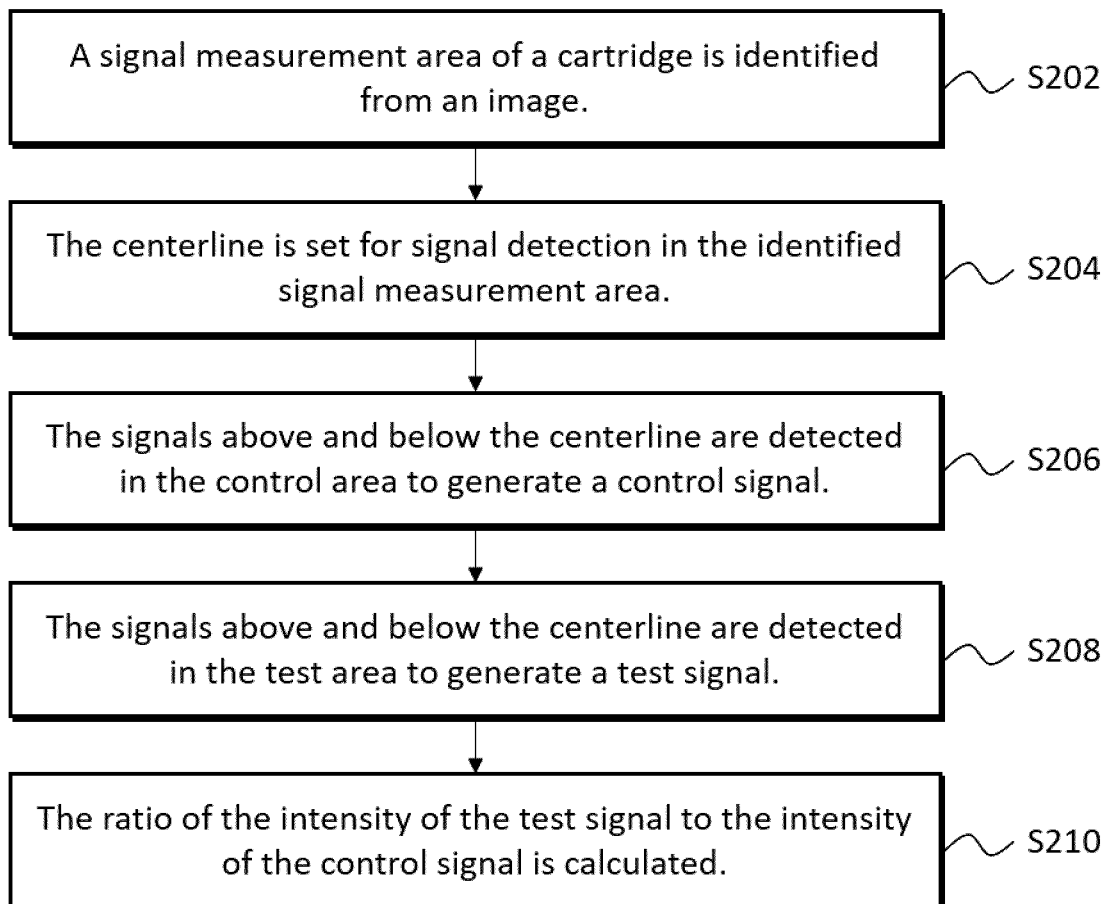 A signal measurement area of a cartridge is identified
from an image.
S202
The centerline is set for signal detection in the identified
signal measurement area.
S204
The signals above and below the centerline are detected
in the control area to generate a control signal.
S206
The signals above and below the centerline are detected
in the test area to generate a test signal.
S208
The ratio of the intensity of the test signal to the intensity
of the control signal is calculated.
S210